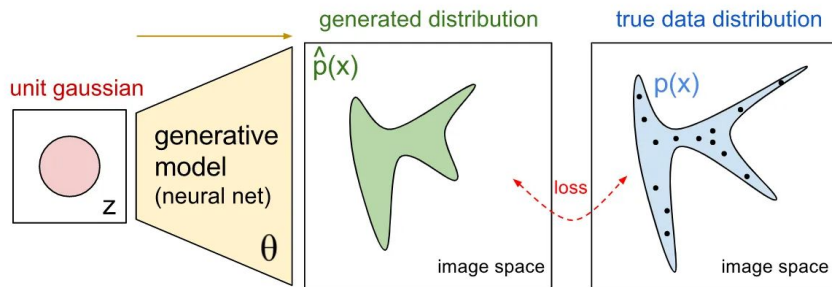 generated distribution
true data distribution
unit gaussian
z
generative
model
(neural net)
θ
p̂(x)
image space
loss
p(x)
image space